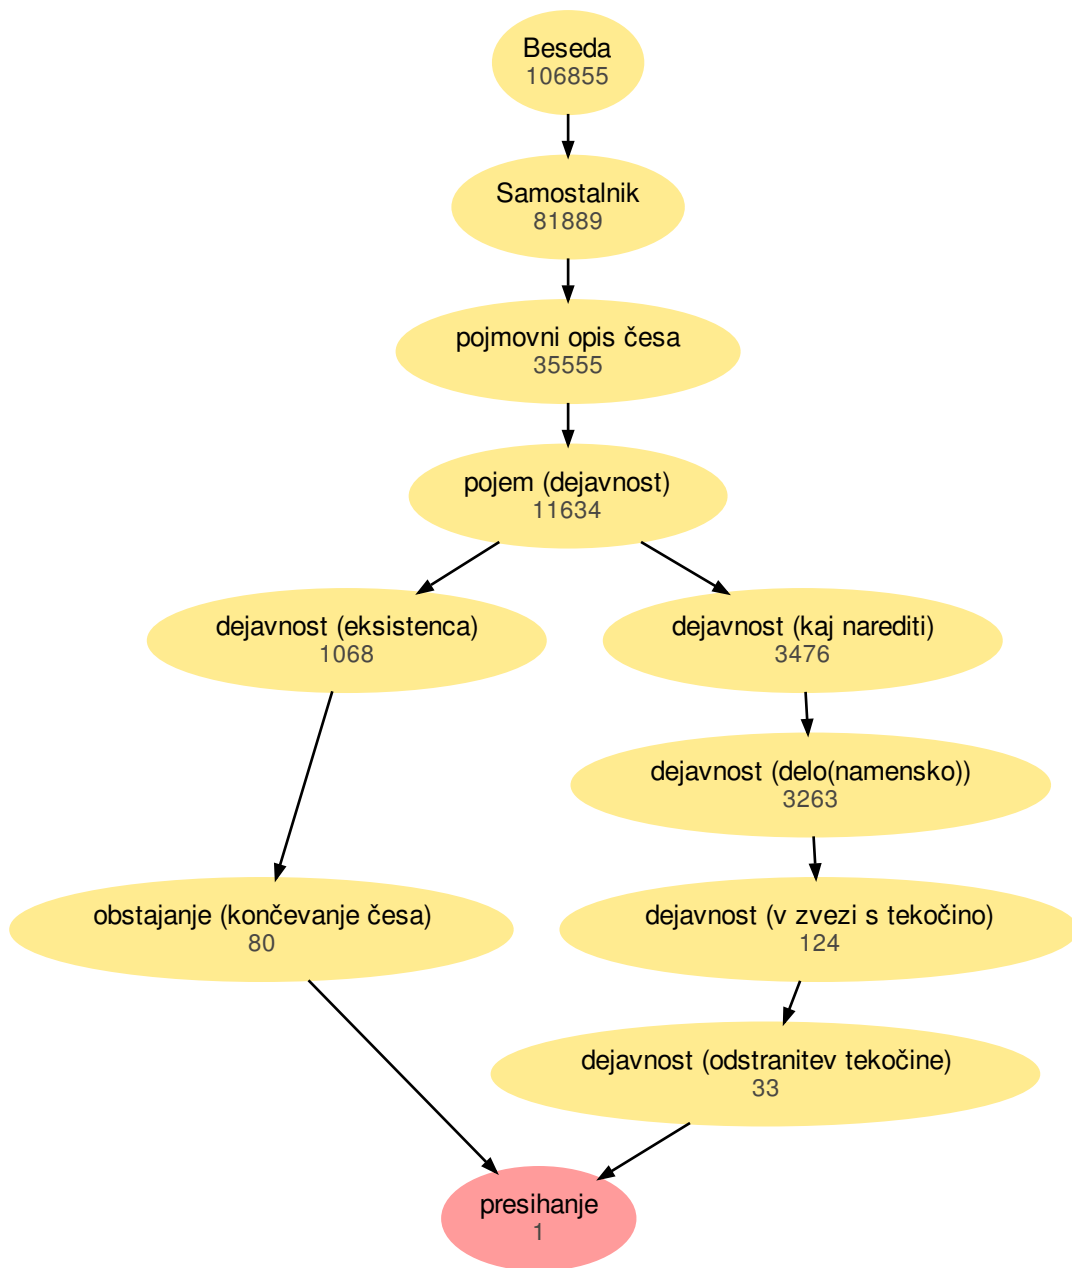 Beseda
106855
Samostalnik
81889
pojmovni opis česa
35555
pojem (dejavnost)
11634
dejavnost (eksistenca)
1068
dejavnost (kaj narediti)
3476
dejavnost (delo(namensko))
3263
obstajanje (končevanje česa)
80
dejavnost (v zvezi s tekočino)
124
dejavnost (odstranitev tekočine)
33
presihanje
1